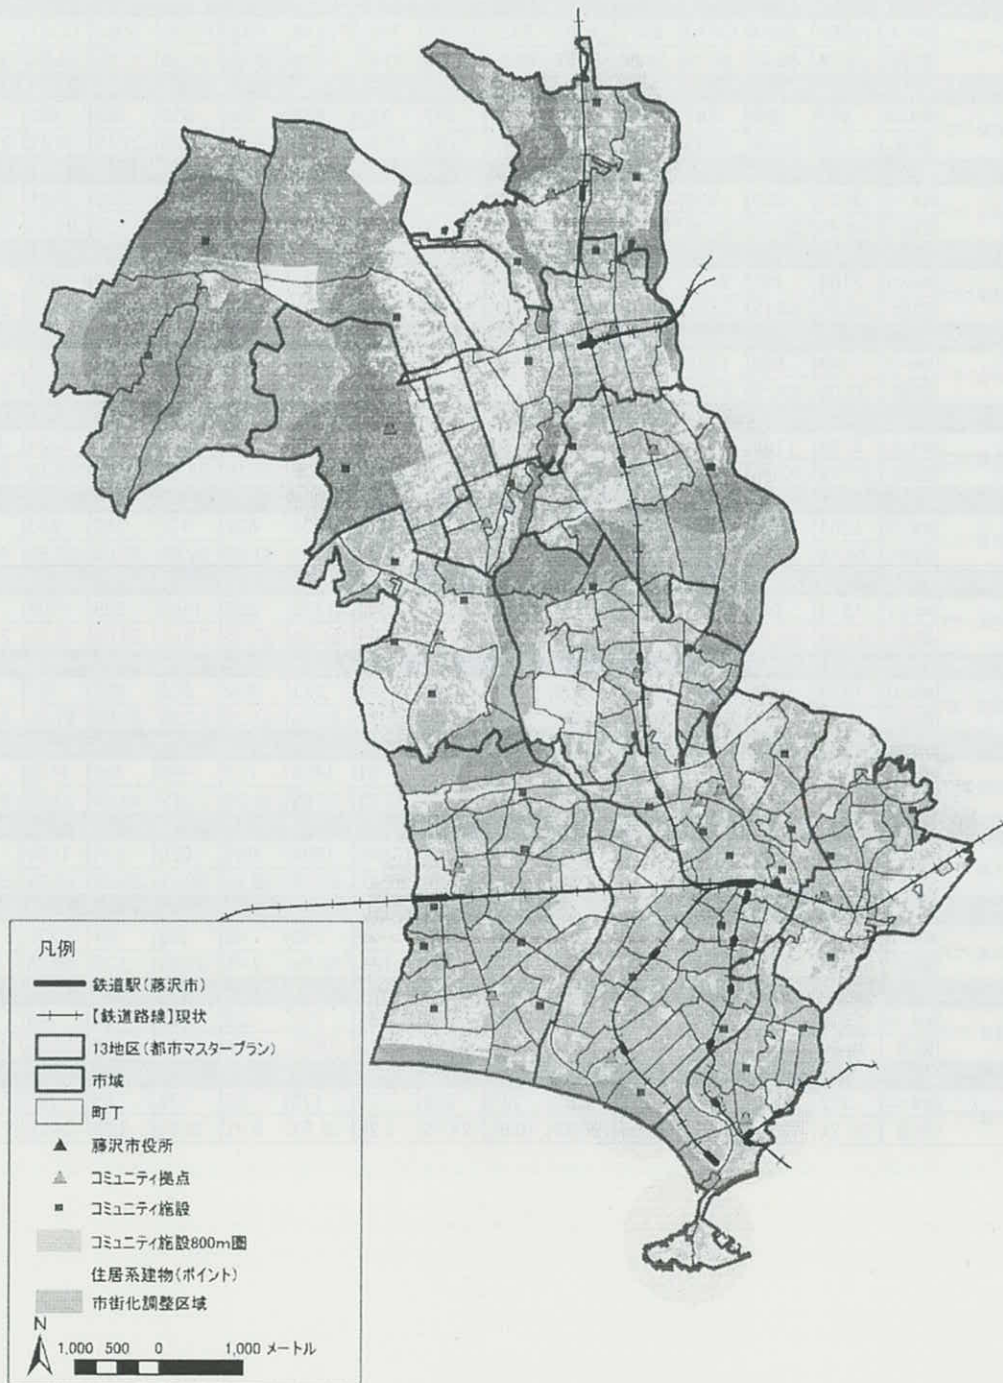 凡例
鉄道駅(藤沢市)
【鉄道路線】現状
13地区(都市マスタープラン)
市域
町丁
藤沢市役所
コミュニティ拠点
コミュニティ施設
コミュニティ施設800m圏
住居系建物(ポイント)
市街化調整区域
N
1,000 500 0 1,000 メートル